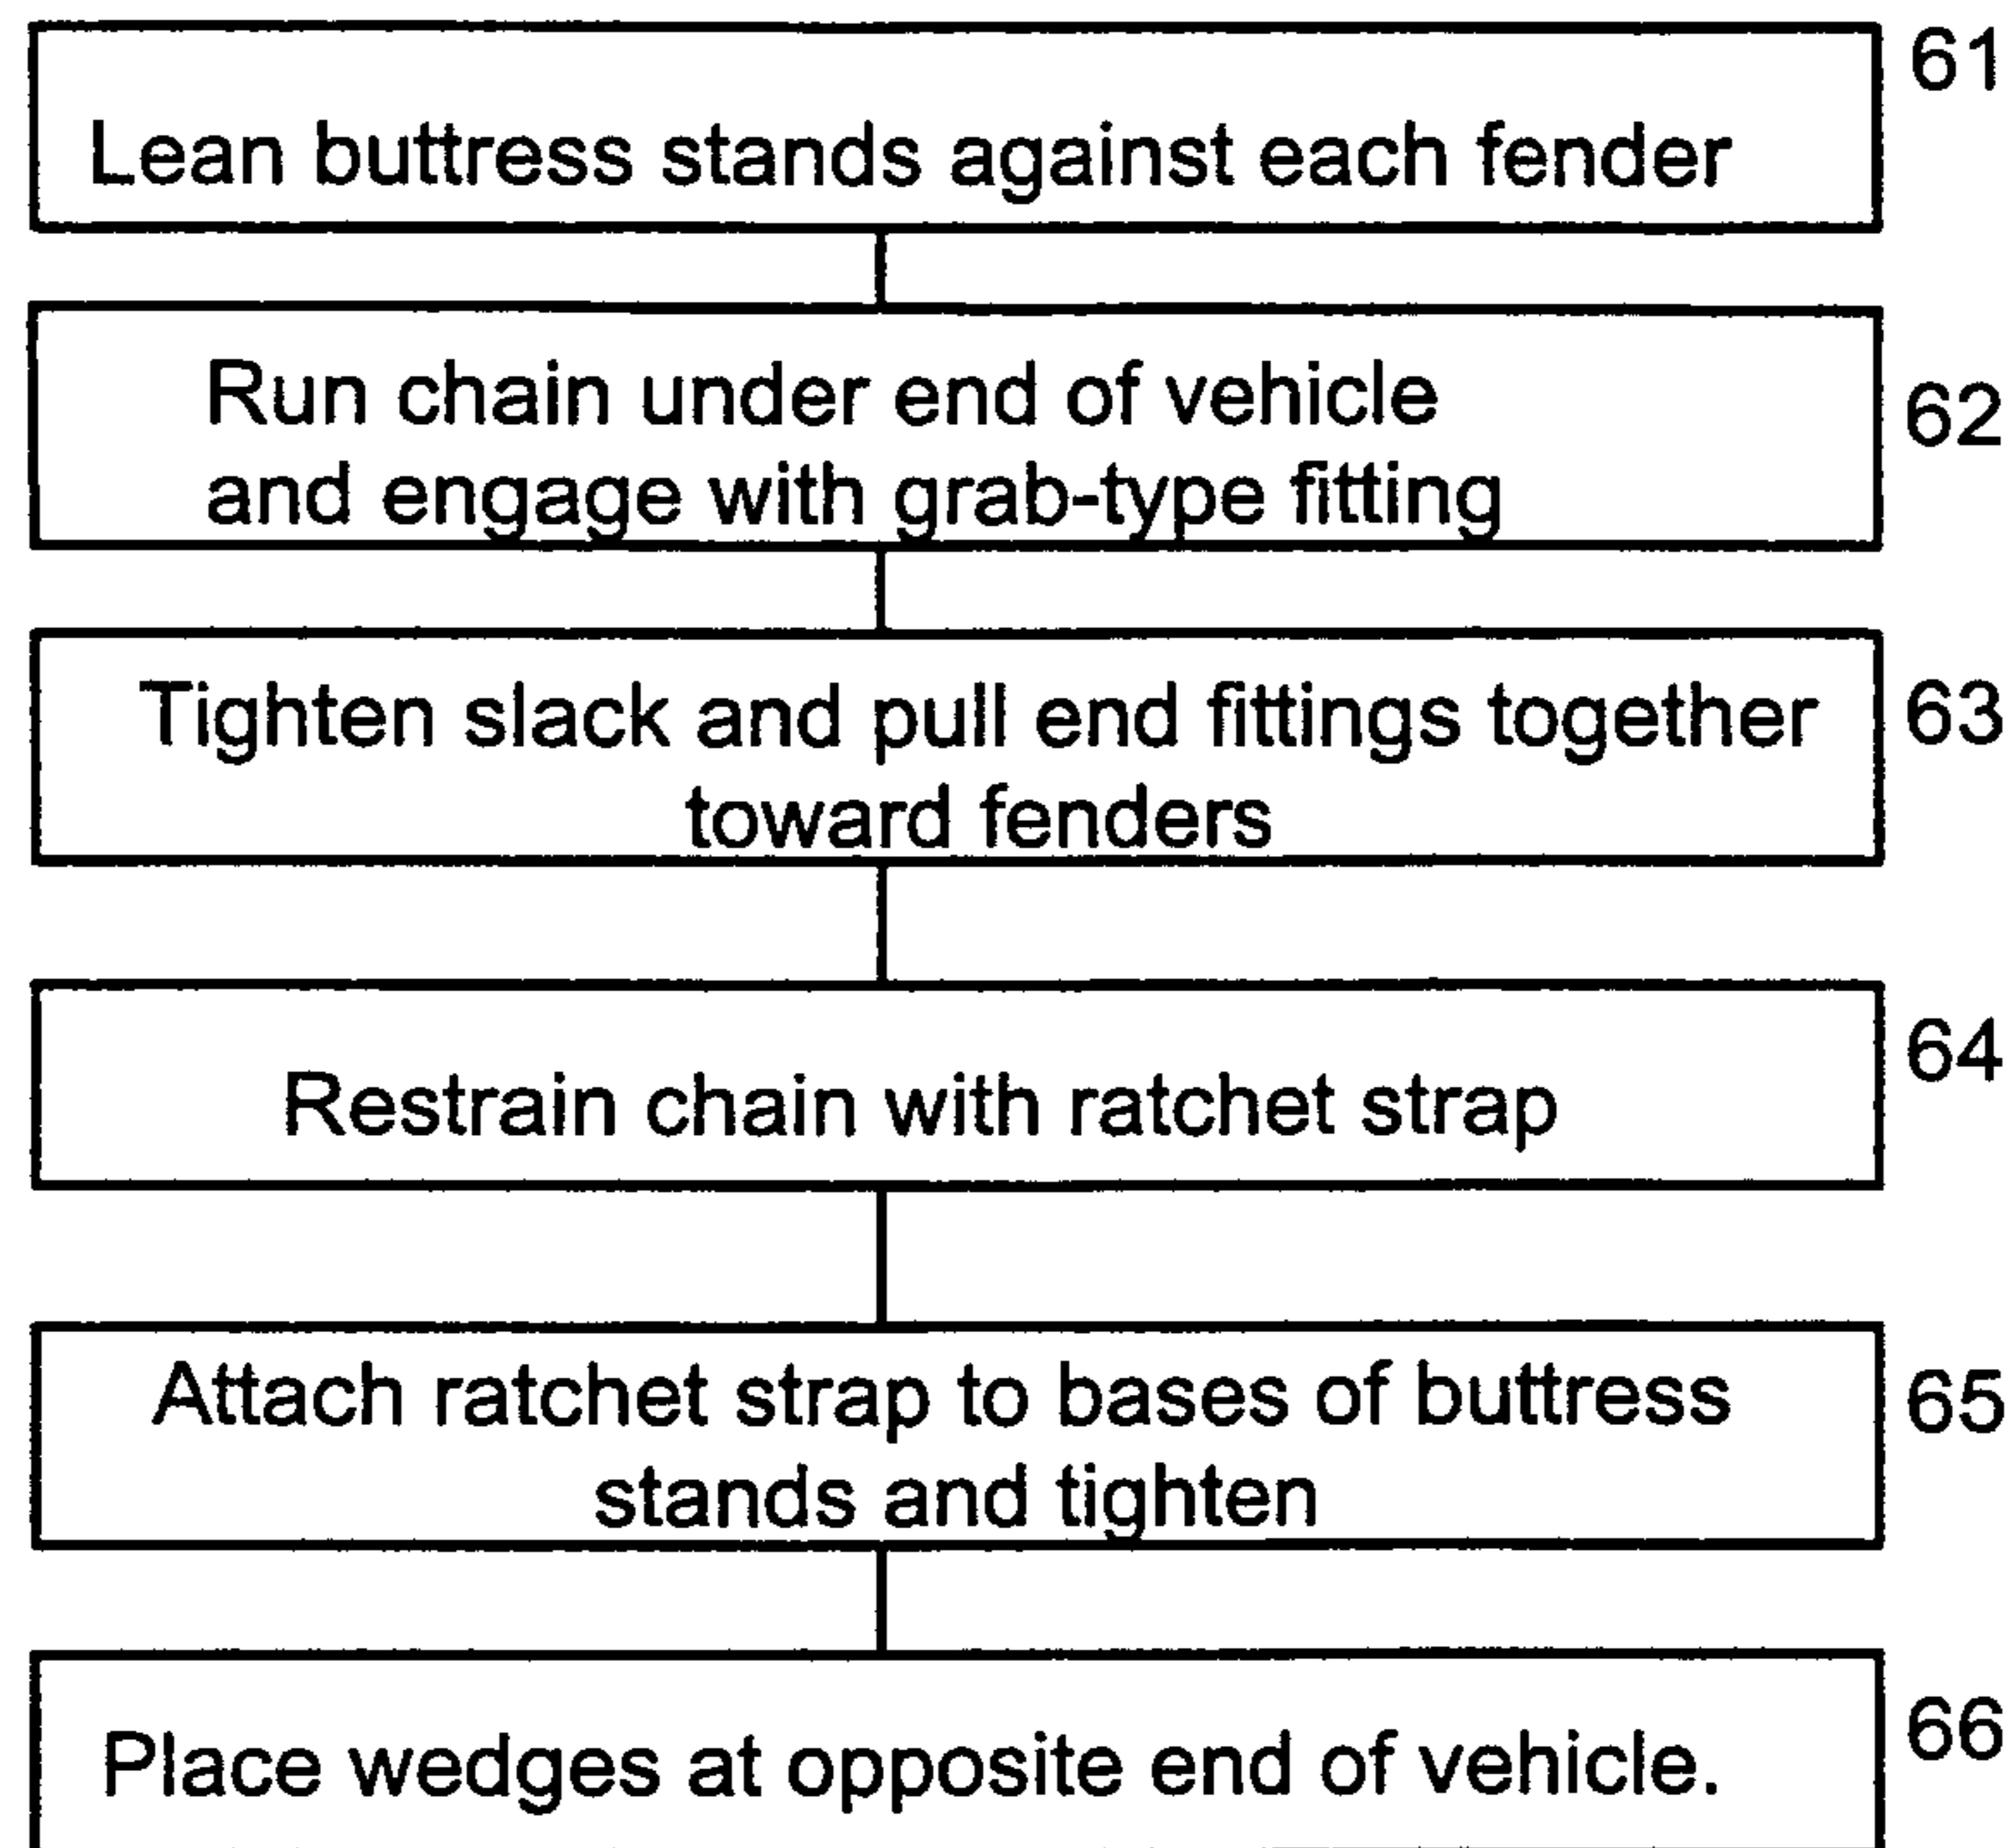 61
Lean buttress stands against each fender
Run chain under end of vehicle
62
and engage with grab-type fitting
Tighten slack and pull end fittings together
63
toward fenders
64
Restrain chain with ratchet strap
Attach ratchet strap to bases of buttress
65
stands and tighten
66
Place wedges at opposite end of vehicle.